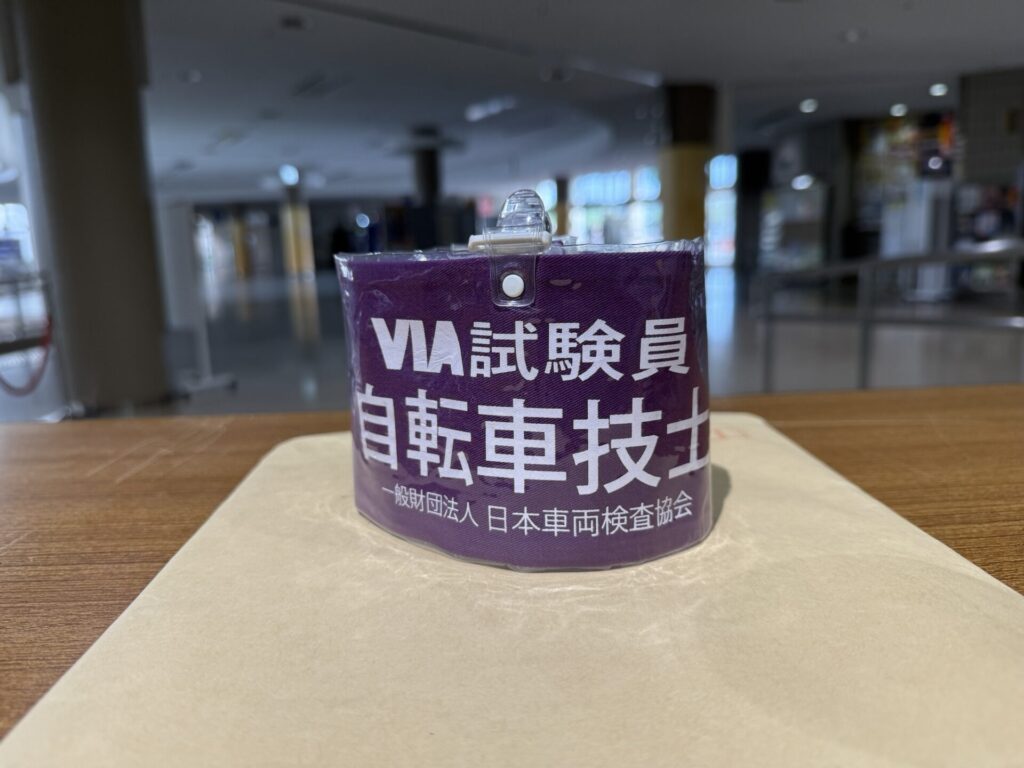 VIA試験員
自転車技士
一般財団法人 日本車両検査協会